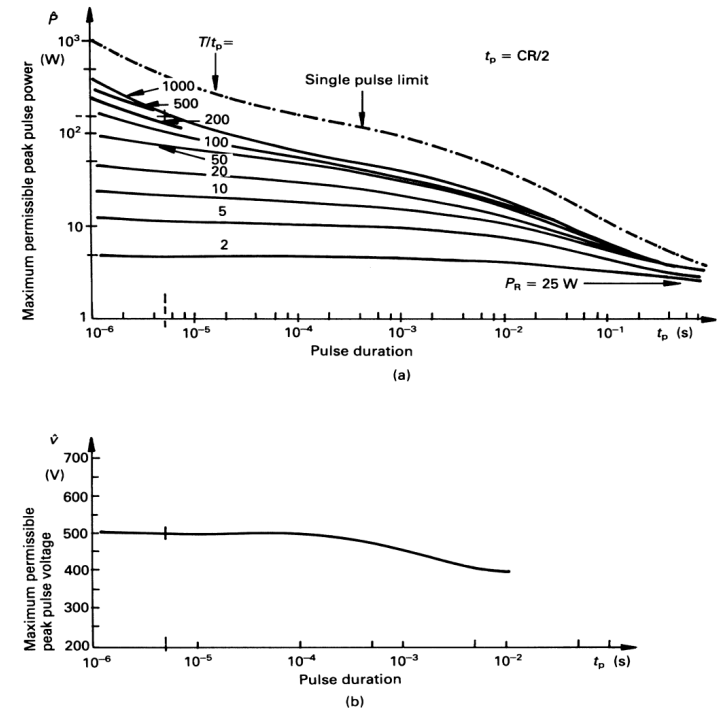 P̂
(W)
Maximum permissible peak pulse power
10³
10²
10
1
T/tp=
tp = CR/2
Single pulse limit
1000
500
200
100
50
20
10
5
2
PR = 25 W
10⁻⁶
10⁻⁵
10⁻⁴
10⁻³
10⁻²
10⁻¹
tp (s)
Pulse duration
(a)
v̂
(V)
Maximum permissible
peak pulse voltage
700
600
500
400
300
200
10⁻⁶
10⁻⁵
10⁻⁴
10⁻³
10⁻²
tp (s)
Pulse duration
(b)